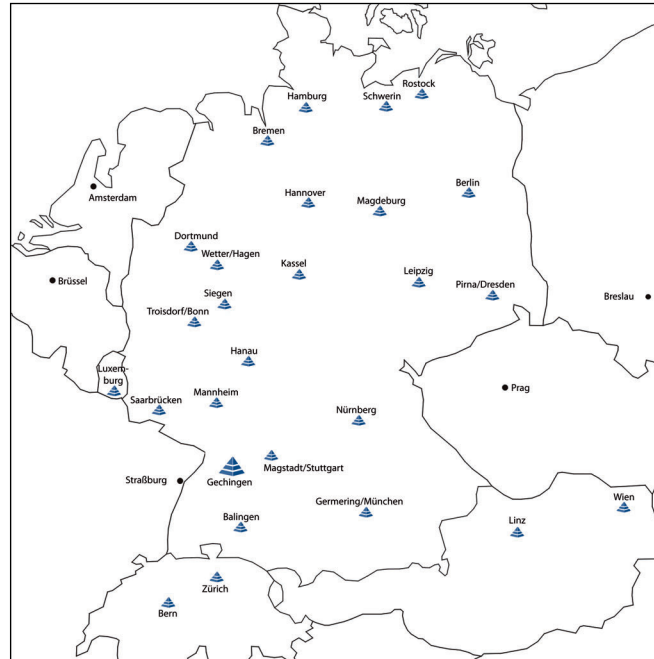 Rostock
Hamburg
Schwerin
Bremen
Berlin
Amsterdam
Hannover
Magdeburg
Dortmund
Wetter/Hagen
Kassel
Leipzig
Brüssel
Pirna/Dresden
Breslau
Siegen
Troisdorf/Bonn
Hanau
Luxem-
burg
Prag
Saarbrücken
Mannheim
Nürnberg
Magstadt/Stuttgart
Straßburg
Gechingen
Wien
Germering/München
Balingen
Linz
Zürich
Bern